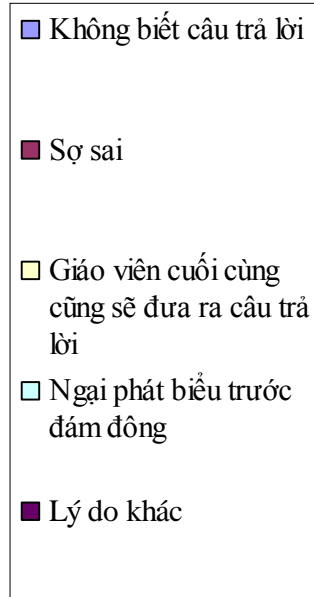 Không biết câu trả lời
Sợ sai
Giáo viên cuối cùng
cũng sẽ đưa ra câu trả
lời
Ngại phát biểu trước
đám đông
Lý do khác